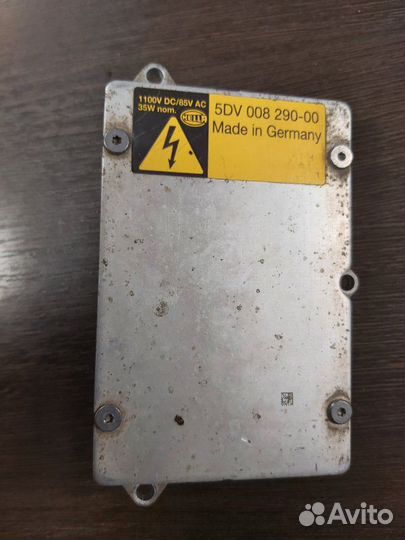 1100V DC/85V AC
35W nom.
HELLA
5DV 008 290-00
Made in Germany
Avito